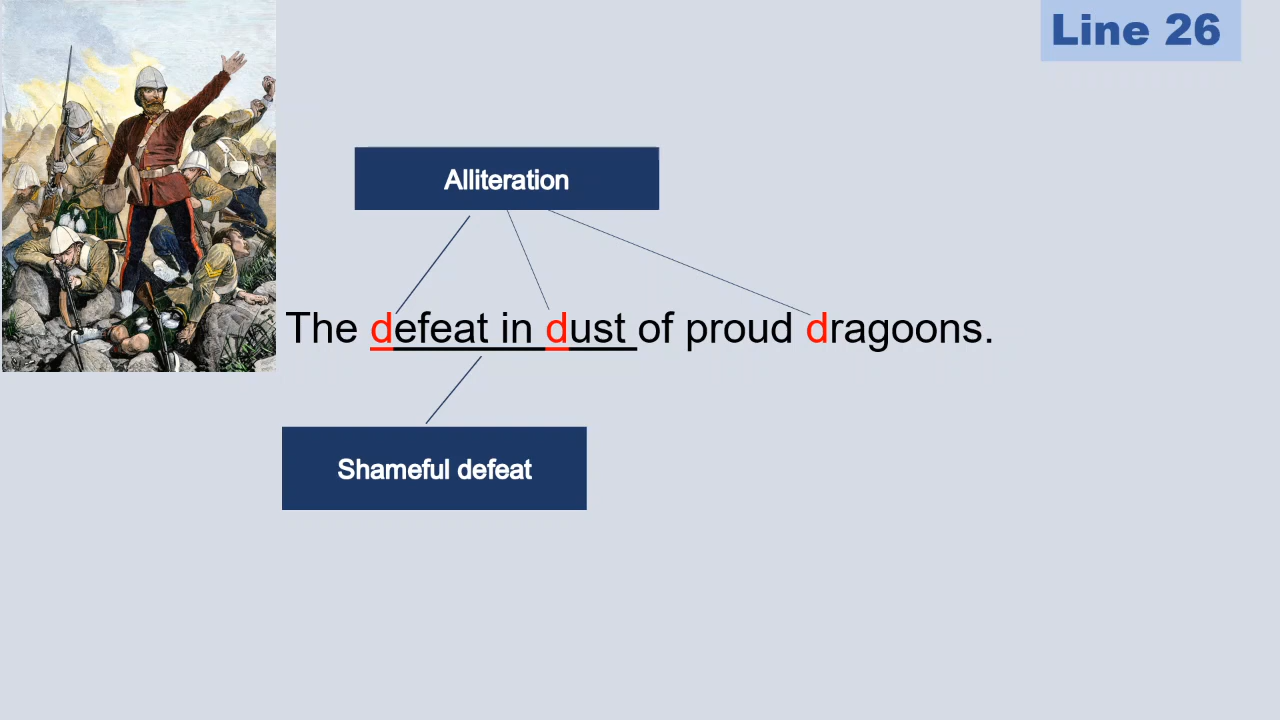 Line 26
Alliteration
The defeat in dust of proud dragoons.
Shameful defeat